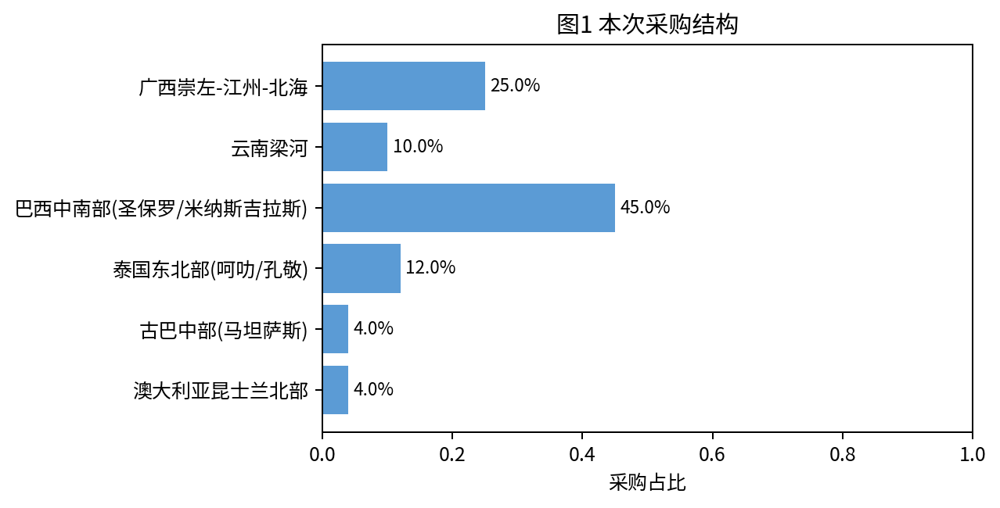 图1 本次采购结构
广西崇左-江州-北海
25.0%
云南梁河
10.0%
巴西中南部(圣保罗/米纳斯吉拉斯)
45.0%
泰国东北部(呵叻/孔敬)
12.0%
古巴中部(马坦萨斯)
4.0%
澳大利亚昆士兰北部
4.0%
0.0 0.2 0.4 0.6 0.8 1.0
采购占比